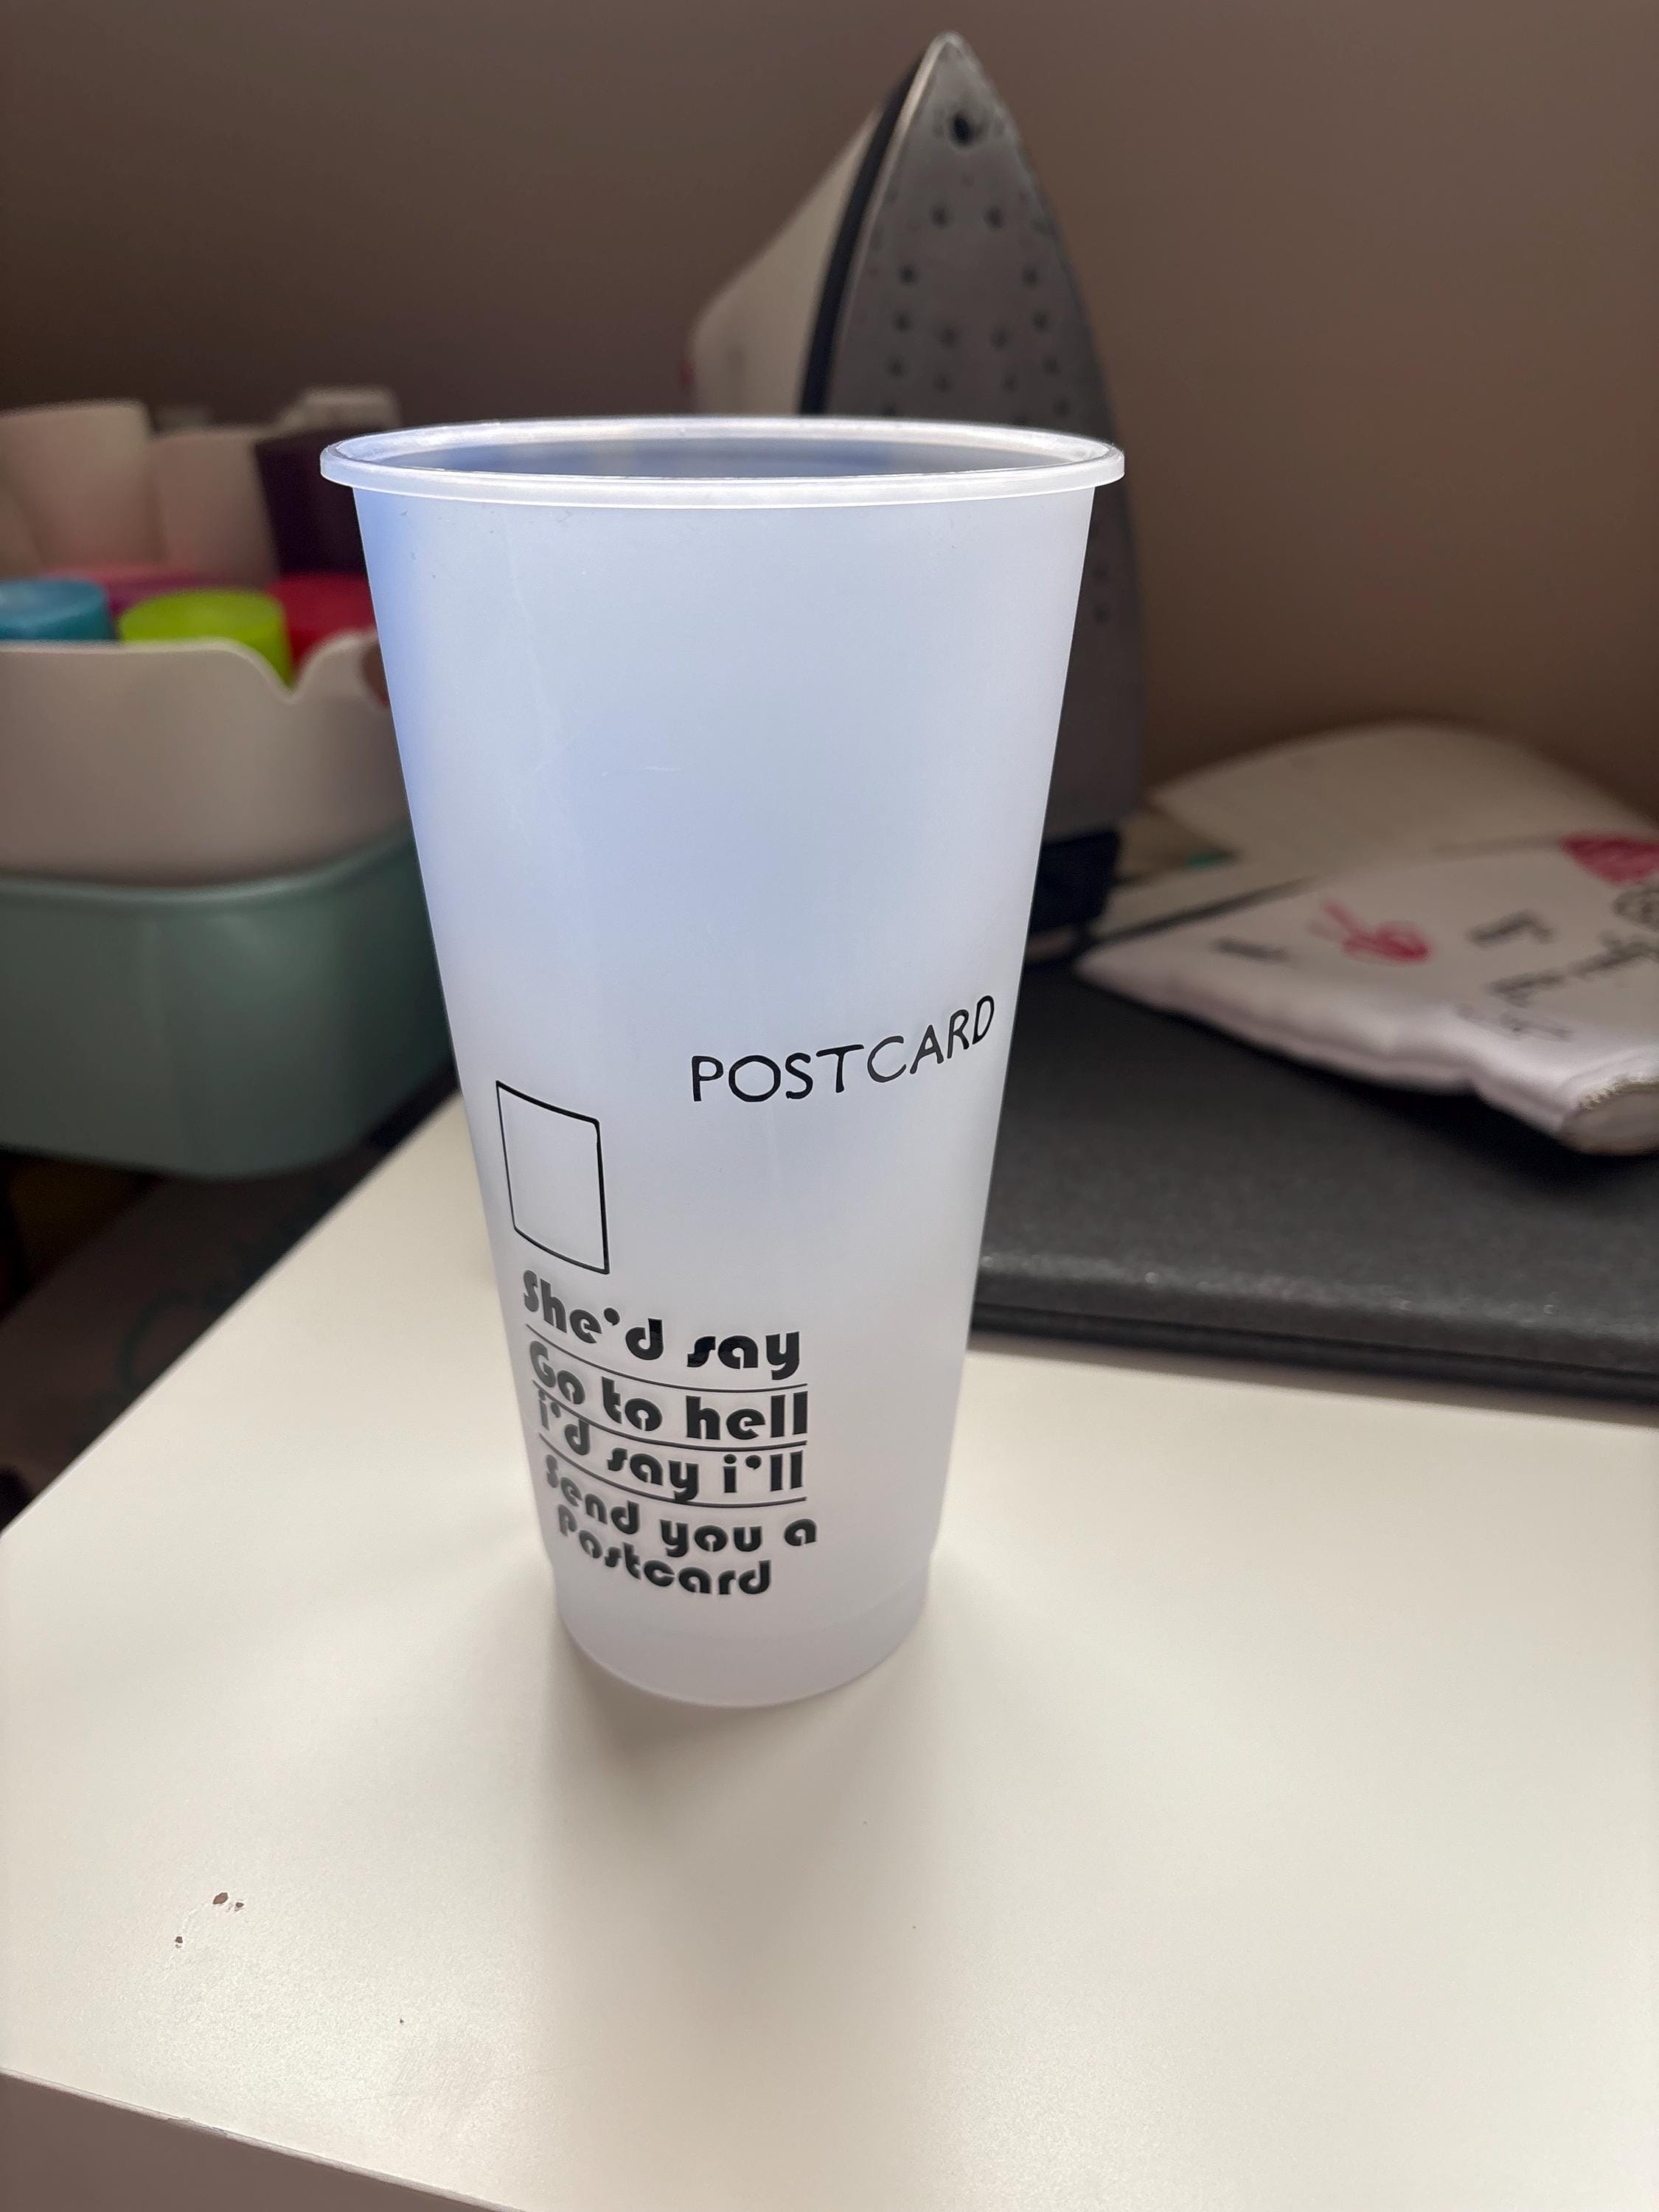 POSTCARD
She'd say
Go to hell
i'd say i'll
Send you a
Postcard